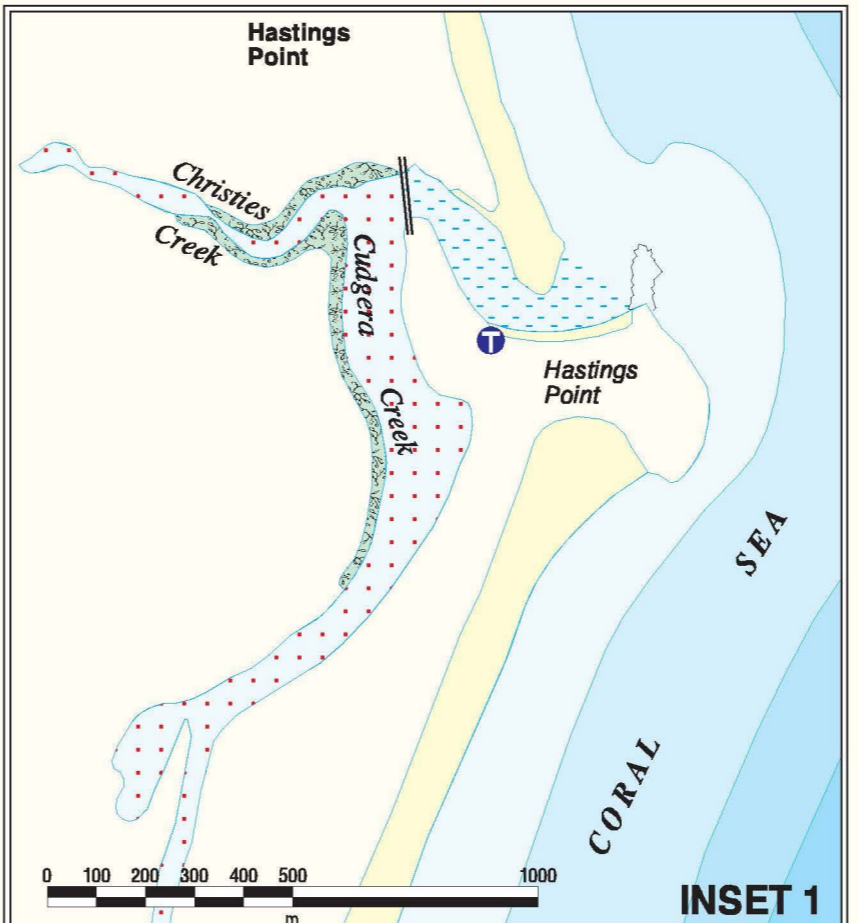 Hastings
Point
Christies
Creek
Cudgera
Creek
T
Hastings
Point
SEA
CORAL
0 100 200 300 400 500 1000
m
INSET 1